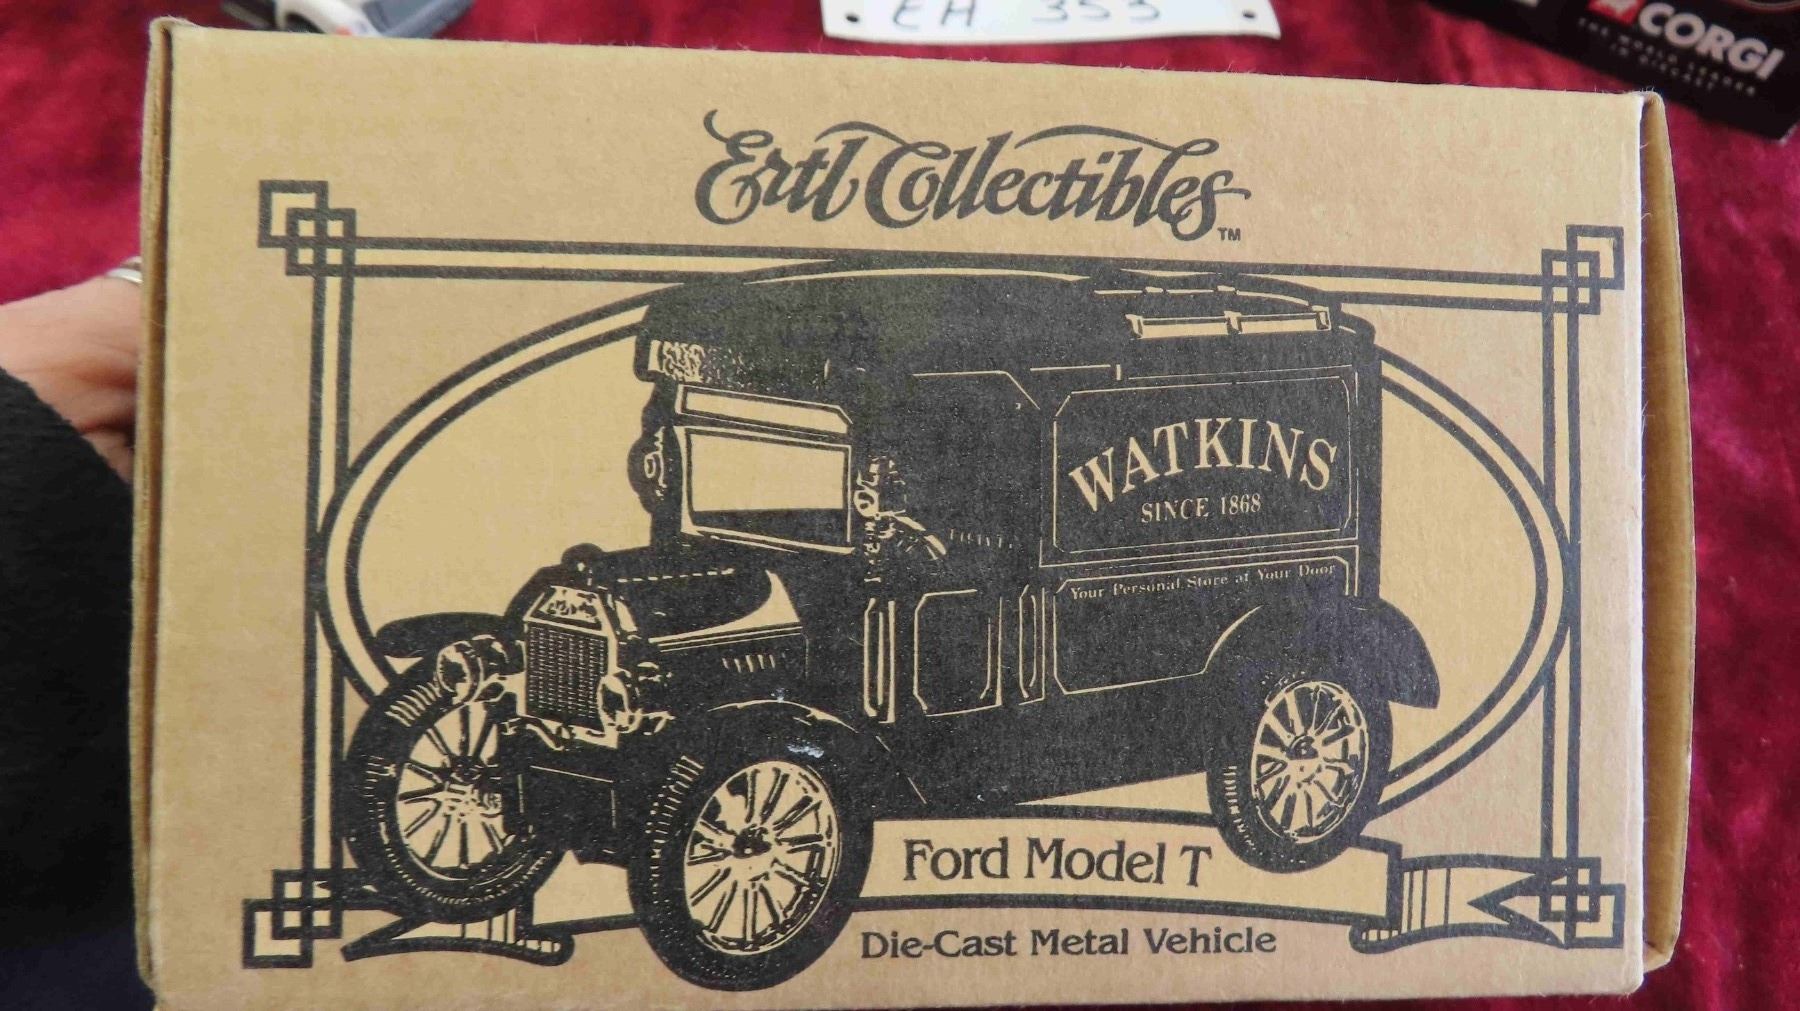 EH 353
CORGI
Ertl Collectibles TM
WATKINS
SINCE 1868
Your Personal Store at Your Door
Ford Model T
Die-Cast Metal Vehicle